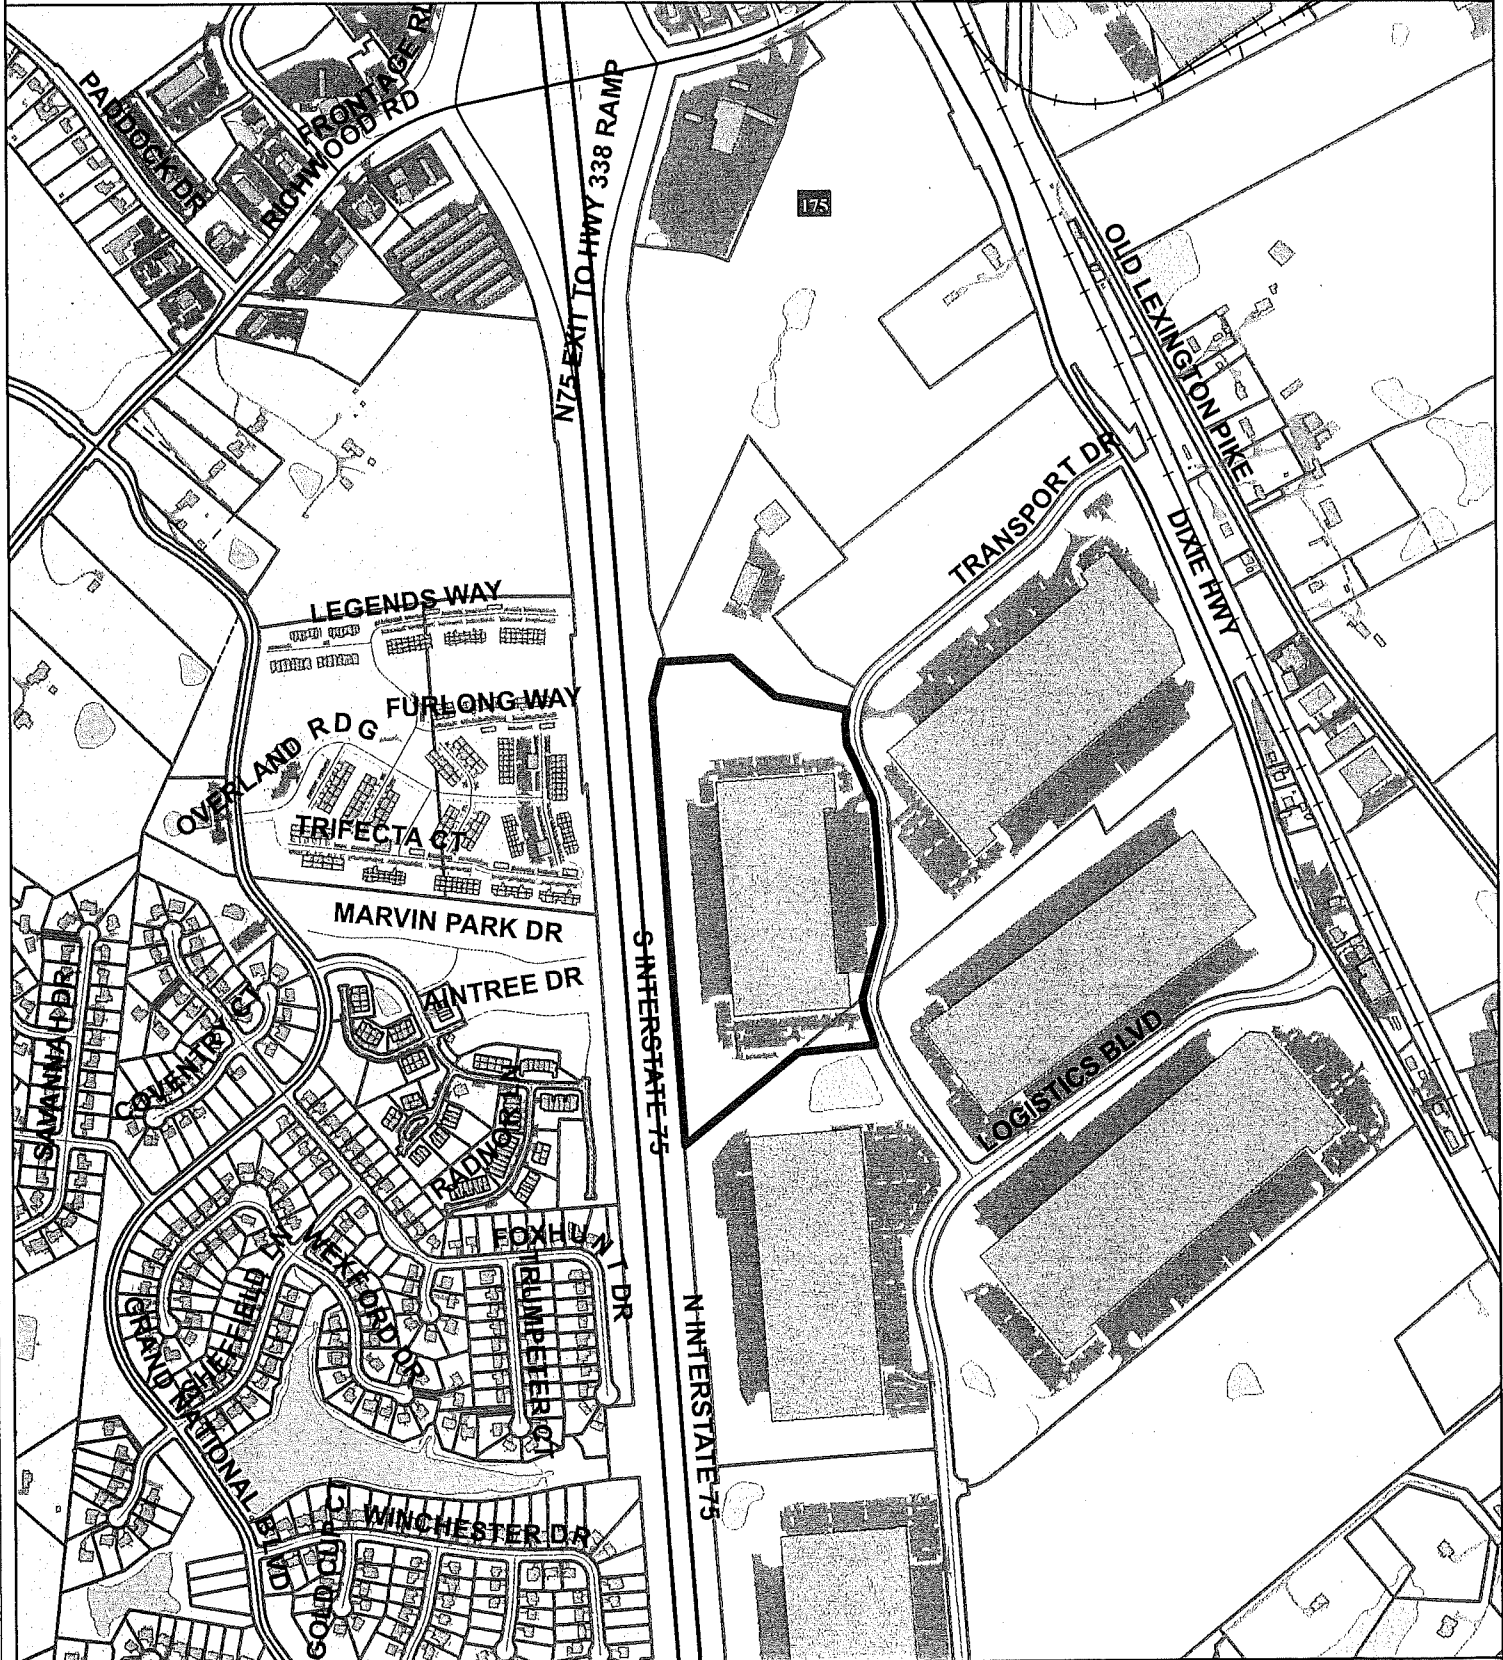 PADDOCK DR
FRONTAGE RD
RICHWOOD RD
N75 EXIT TO HWY 338 RAMP
175
OLD LEXINGTON PIKE
TRANSPORT DR
DIXIE HWY
LEGENDS WAY
FURLONG WAY
OVERLAND RDG
TRIFECTA CT
MARVIN PARK DR
AINTREE DR
S INTERSTATE 75
SAVANNAH DR
COVENTRY CT
RADNOR LN
LOGISTICS BLVD
FOXHUNT DR
WEXFORD DR
SHEFFIELD LN
TRUMPETER CT
GRAND NATIONAL BLVD
N INTERSTATE 75
WINCHESTER DR
GOLD CUP CT